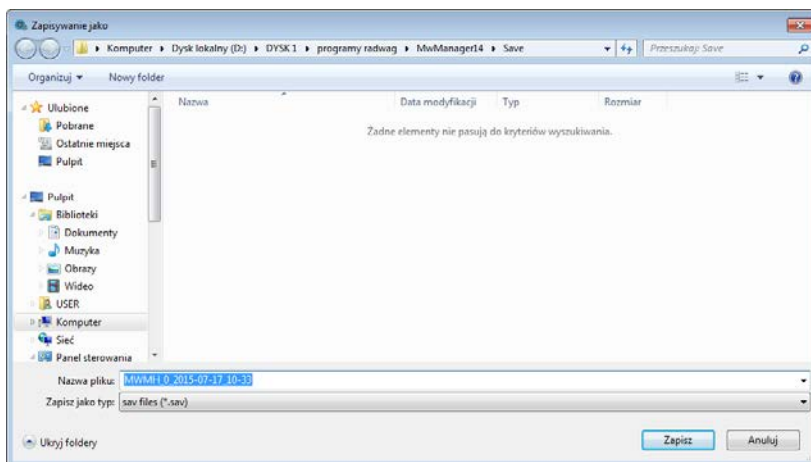 Zapisywanie jako
Komputer Dysk lokalny (D:) DYSK 1 programy radwag MwManager14 Save Przeszukaj: Save
Organizuj Nowy folder
Nazwa Data modyfikacji Typ Rozmiar
Żadne elementy nie pasują do kryteriów wyszukiwania.
Ulubione
Pobrane
Ostatnie miejsca
Pulpit
Pulpit
Biblioteki
Dokumenty
Muzyka
Obrazy
Wideo
USER
Komputer
Sieć
Panel sterowania
Nazwa pliku: MWMH_0_2015-07-17_10-33
Zapisz jako typ: sav files (*.sav)
Ukryj foldery Zapisz Anuluj